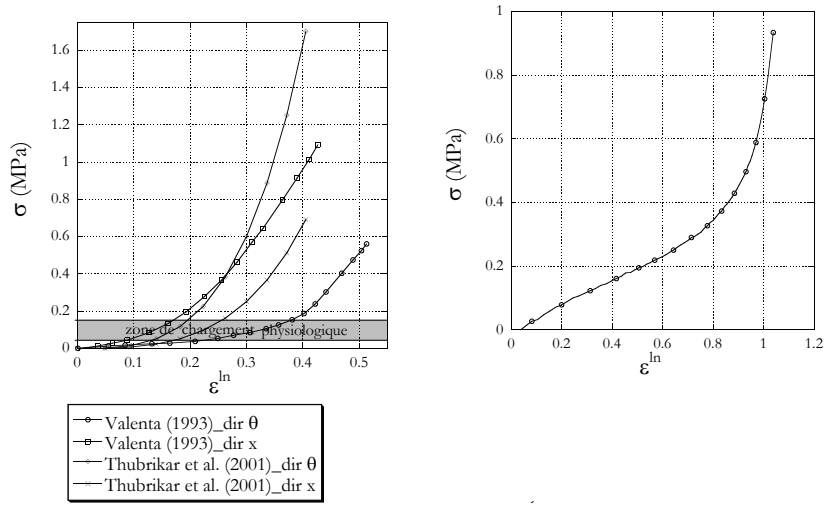 1.6
1.4
1.2
1
0.8
0.6
0.4
0.2
0
σ (MPa)
zone de chargement physiologique
0 0.1 0.2 0.3 0.4 0.5
εˡⁿ
Valenta (1993)_dir θ
Valenta (1993)_dir x
Thubrikar et al. (2001)_dir θ
Thubrikar et al. (2001)_dir x
1
0.8
0.6
0.4
0.2
0
σ (MPa)
0 0.2 0.4 0.6 0.8 1 1.2
εˡⁿ